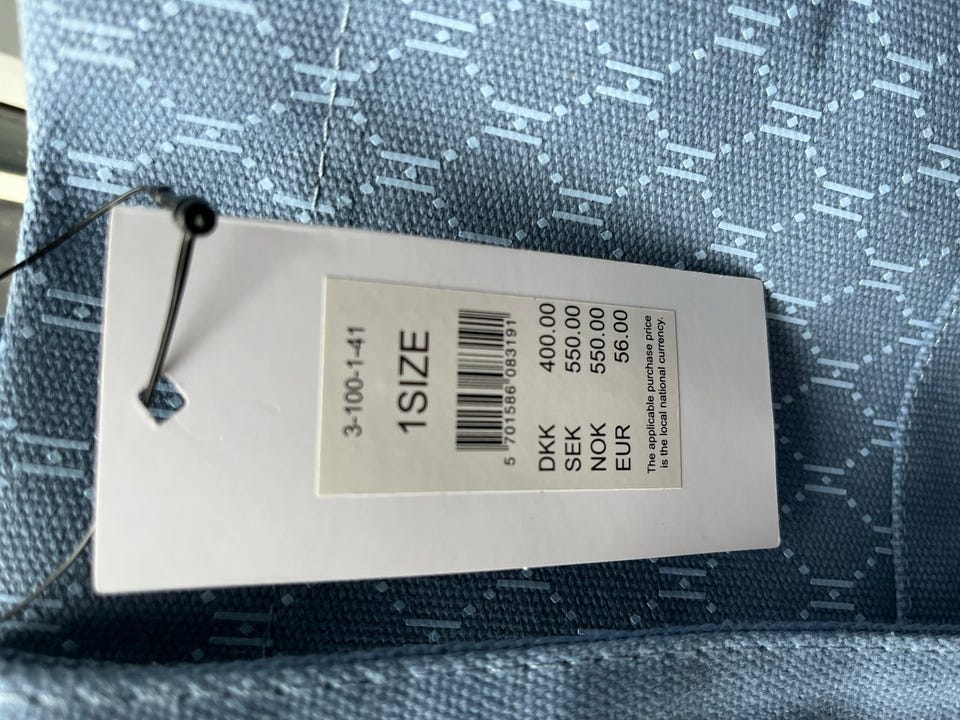 3-100-1-41
1SIZE
5 701586 083191
DKK 400.00
SEK 550.00
NOK 550.00
EUR 56.00
The applicable purchase price
is the local national currency.